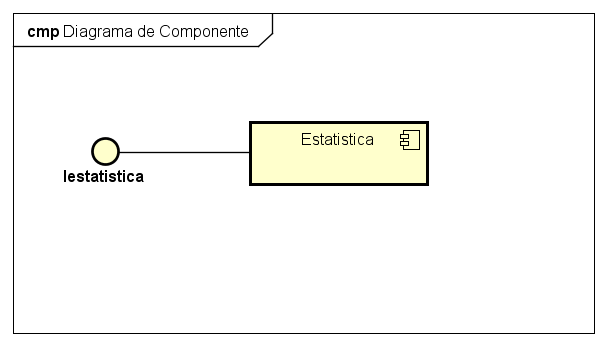 cmp Diagrama de Componente
Estatistica
Iestatistica